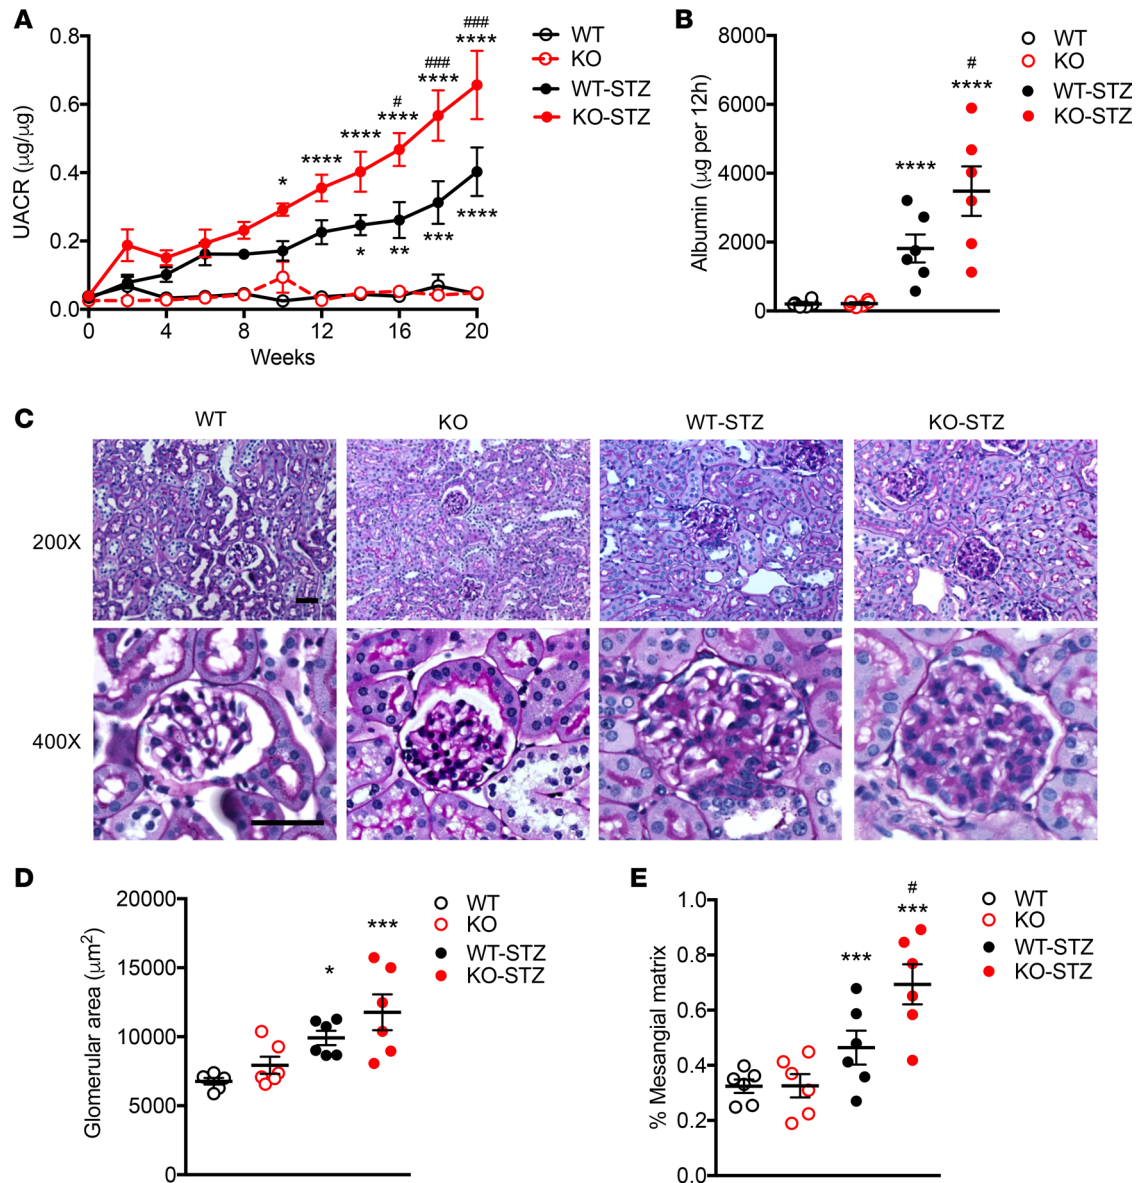 A
UACR (μg/μg)
0.8
0.6
0.4
0.2
0.0
0
4
8
12
16
20
Weeks
*
****
****
#
****
###
****
###
****
*
**
***
****
WT
KO
WT-STZ
KO-STZ
B
Albumin (μg per 12h)
8000
6000
4000
2000
0
****
#
****
WT
KO
WT-STZ
KO-STZ
C
WT
KO
WT-STZ
KO-STZ
200X
400X
D
Glomerular area (μm²)
20000
15000
10000
5000
0
*
***
WT
KO
WT-STZ
KO-STZ
E
% Mesangial matrix
1.0
0.8
0.6
0.4
0.2
0.0
***
#
***
WT
KO
WT-STZ
KO-STZ